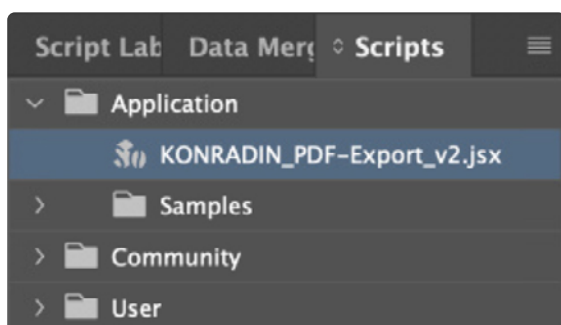 Script Lab Data Merg Scripts
Application
KONRADIN_PDF-Export_v2.jsx
Samples
Community
User